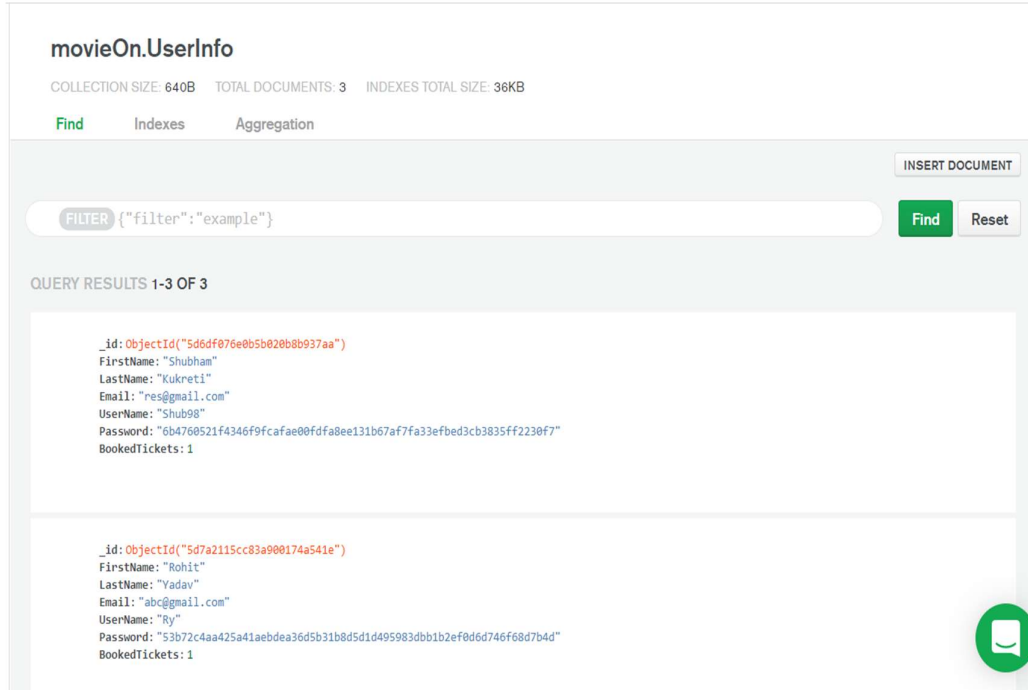 movieOn.UserInfo
COLLECTION SIZE: 640B TOTAL DOCUMENTS: 3 INDEXES TOTAL SIZE: 36KB
Find Indexes Aggregation
INSERT DOCUMENT
FILTER {"filter":"example"} Find Reset
QUERY RESULTS 1-3 OF 3
_id: ObjectId("5d6df076e0b5b020b8b937aa")
FirstName: "Shubham"
LastName: "Kukreti"
Email: "res@gmail.com"
UserName: "Shub98"
Password: "6b4760521f4346f9fcafae00fdfa8ee131b67af7fa33efbed3cb3835ff2230f7"
BookedTickets: 1
_id: ObjectId("5d7a2115cc83a900174a541e")
FirstName: "Rohit"
LastName: "Yadav"
Email: "abc@gmail.com"
UserName: "Ry"
Password: "53b72c4aa425a41aebdea36d5b31b8d5d1d495983dbb1b2ef0d6d746f68d7b4d"
BookedTickets: 1